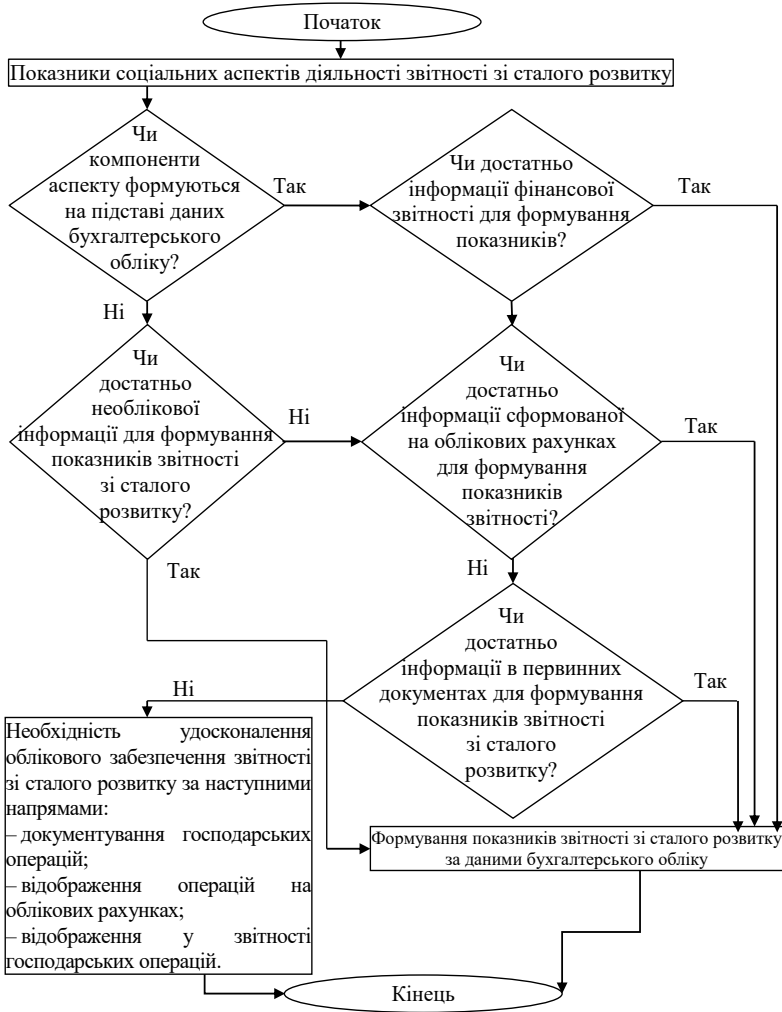 Початок
Показники соціальних аспектів діяльності звітності зі сталого розвитку
Чи
компоненти
аспекту формуються
на підставі даних
бухгалтерського
обліку?
Так
Чи достатньо
інформації фінансової
звітності для формування
показників?
Так
Ні
Чи
достатньо
необлікової
інформації для формування
показників звітності
зі сталого
розвитку?
Ні
Чи
достатньо
інформації сформованої
на облікових рахунках
для формування
показників
звітності?
Так
Так
Ні
Чи
достатньо
інформації в первинних
документах для формування
показників звітності
зі сталого
розвитку?
Ні
Так
Необхідність удосконалення
облікового забезпечення звітності
зі сталого розвитку за наступними
напрямами:
– документування господарських
операцій;
– відображення операцій на
облікових рахунках;
– відображення у звітності
господарських операцій.
Формування показників звітності зі сталого розвитку
за даними бухгалтерського обліку
Кінець